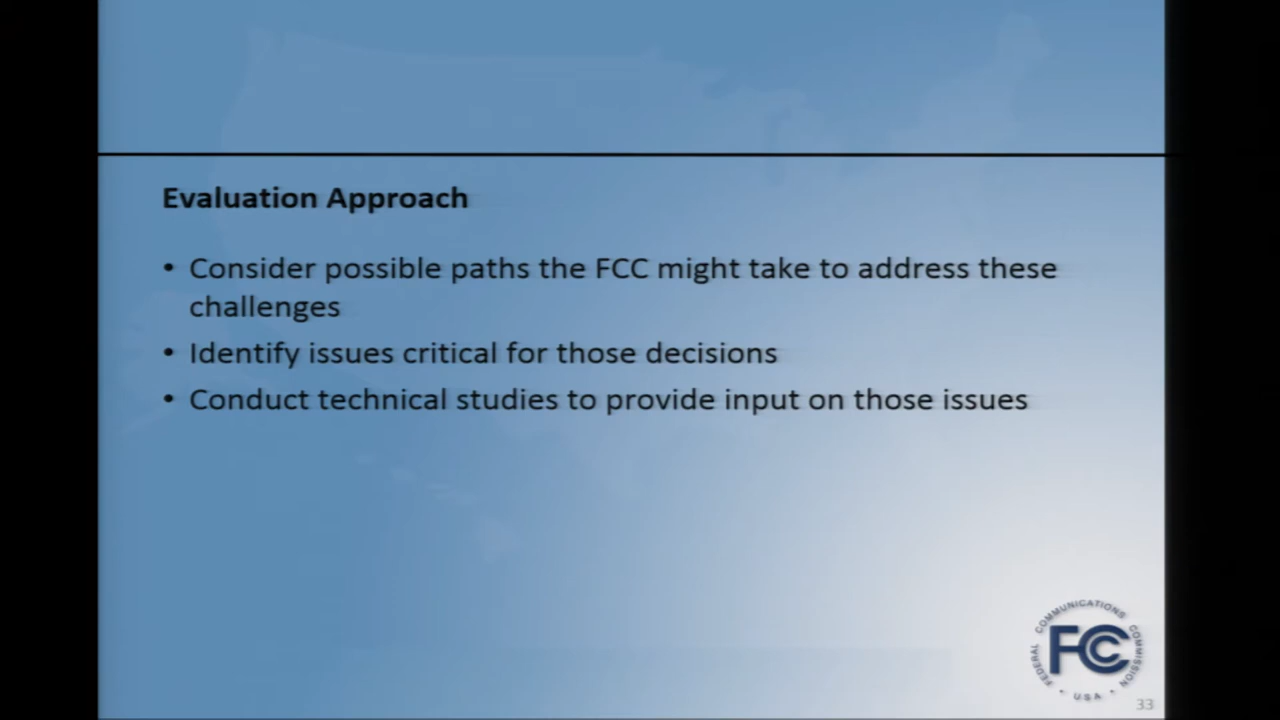 Evaluation Approach
• Consider possible paths the FCC might take to address these
challenges
• Identify issues critical for those decisions
• Conduct technical studies to provide input on those issues
FEDERAL COMMUNICATIONS COMMISSION
FCC
• USA •
33